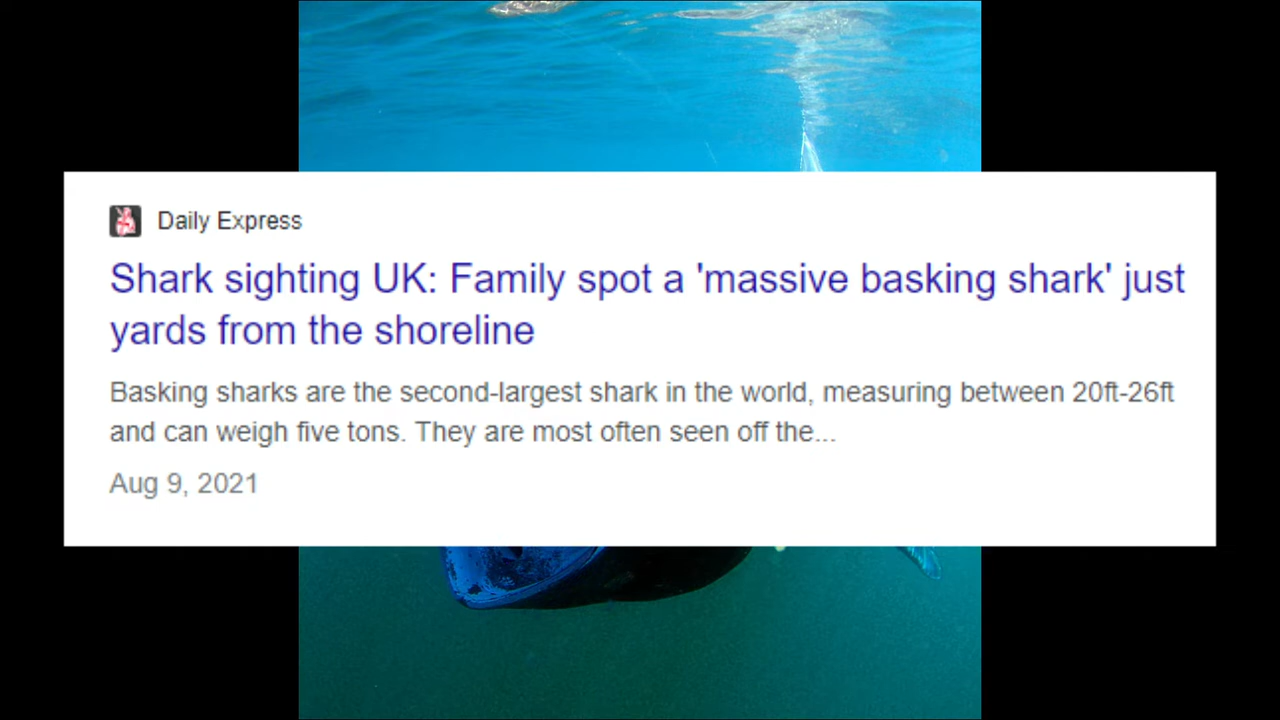 Daily Express
Shark sighting UK: Family spot a 'massive basking shark' just
yards from the shoreline
Basking sharks are the second-largest shark in the world, measuring between 20ft-26ft
and can weigh five tons. They are most often seen off the...
Aug 9, 2021